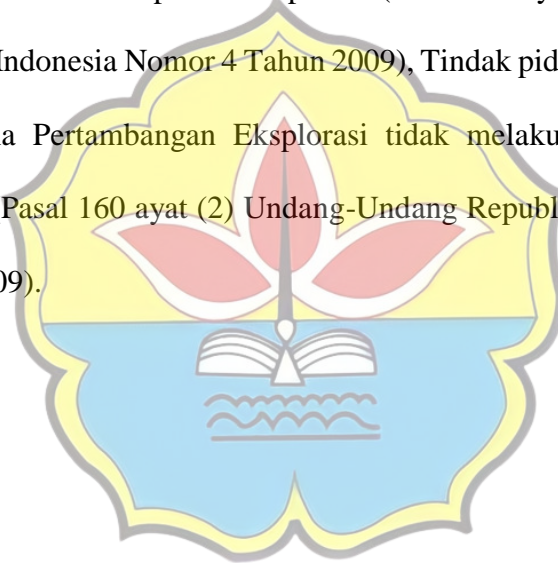 Indonesia Nomor 4 Tahun 2009), Tindak pid
a Pertambangan Eksplorasi tidak melaku
Pasal 160 ayat (2) Undang-Undang Republ
09).